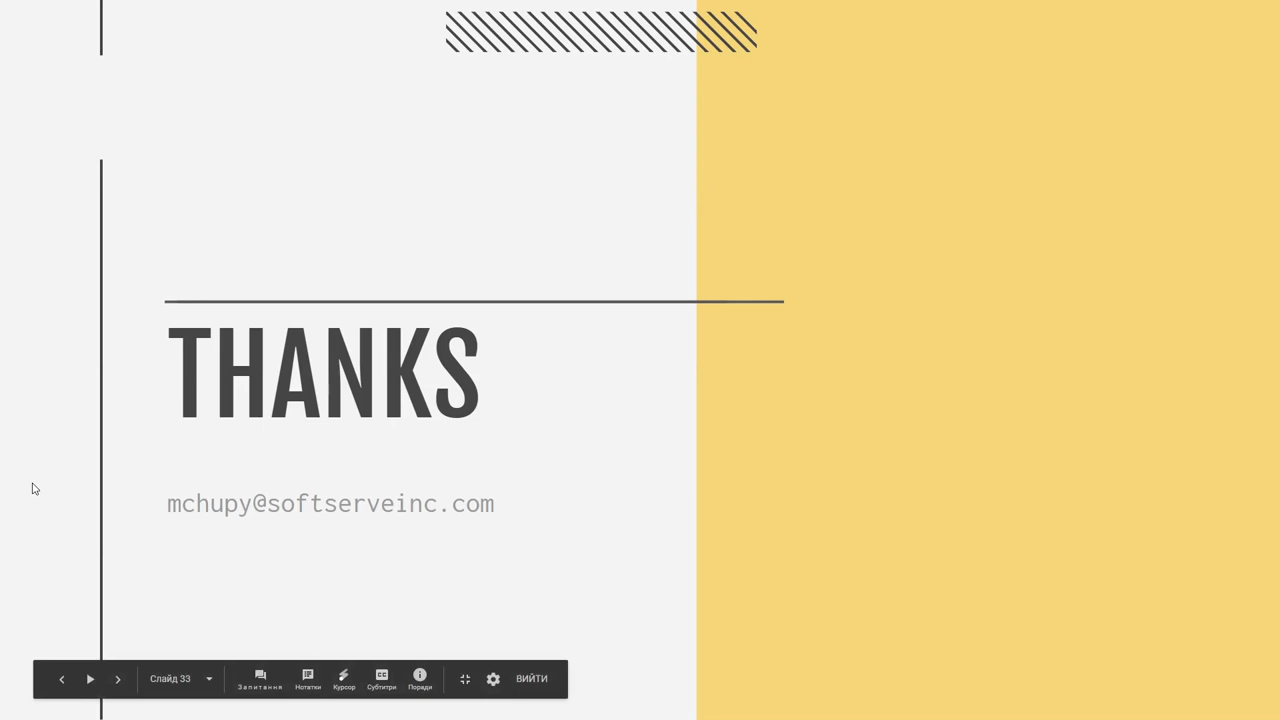 THANKS
mchupy@softserveinc.com
Слайд 33
Запитання Нотатки Курсор Субтитри Поради
ВИЙТИ